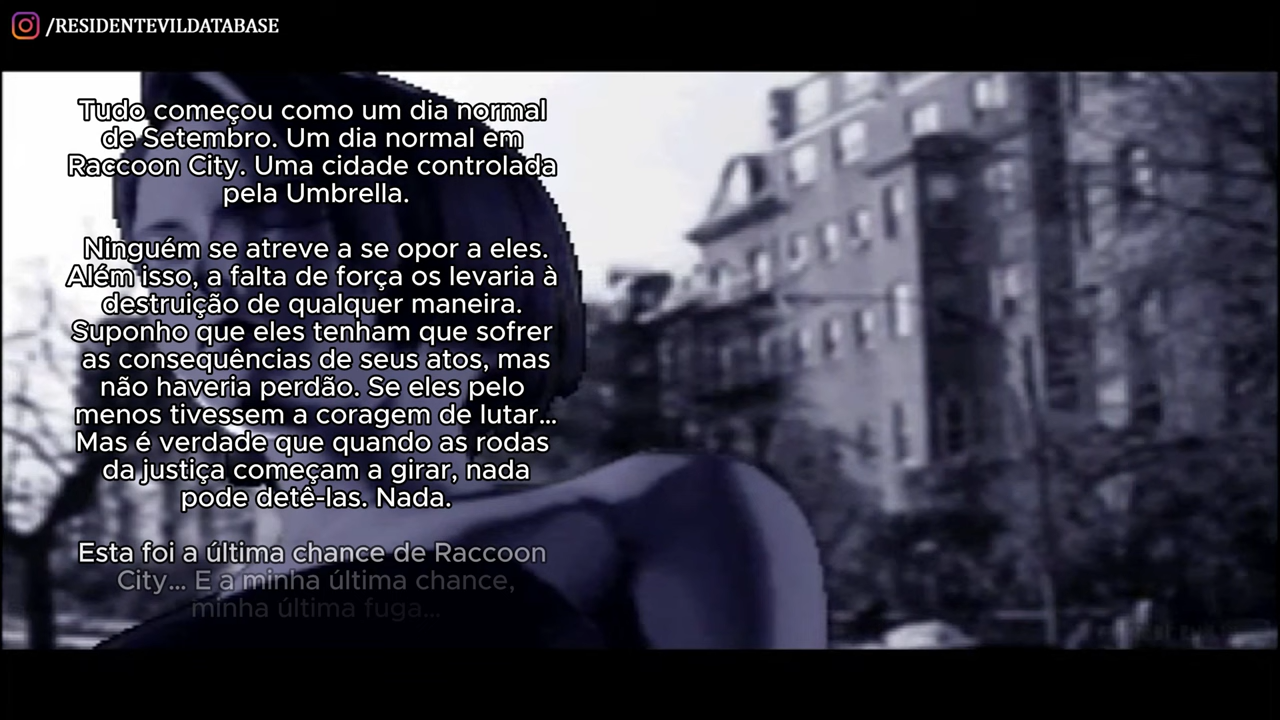 /RESIDENTEVILDATABASE
Tudo começou como um dia normal
de Setembro. Um dia normal em
Raccoon City. Uma cidade controlada
pela Umbrella.
Ninguém se atreve a se opor a eles.
Além isso, a falta de força os levaria à
destruição de qualquer maneira.
Suponho que eles tenham que sofrer
as consequências de seus atos, mas
não haveria perdão. Se eles pelo
menos tivessem a coragem de lutar...
Mas é verdade que quando as rodas
da justiça começam a girar, nada
pode detê-las. Nada.
Esta foi a última chance de Raccoon
City... E a minha última chance,
minha última fuga...